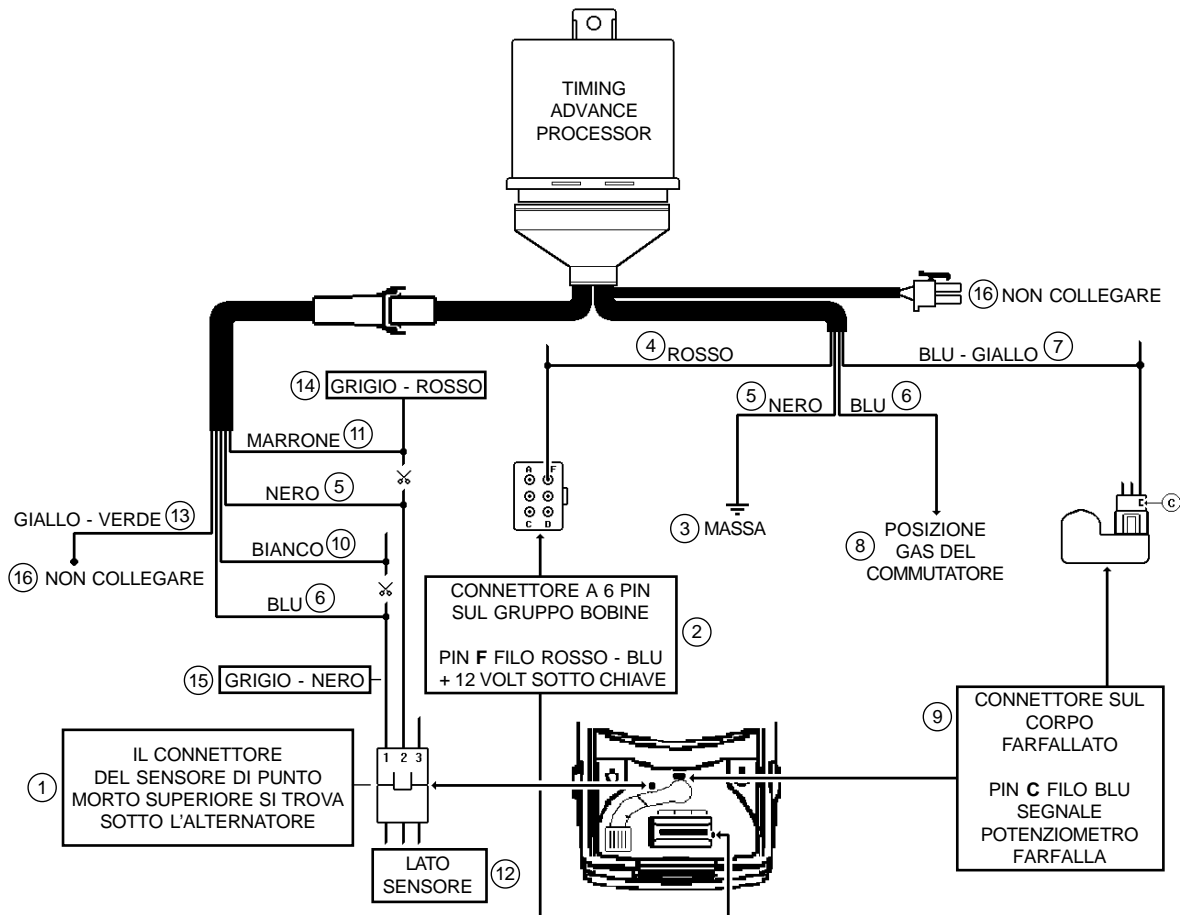 TIMING
ADVANCE
PROCESSOR
16 NON COLLEGARE
4 ROSSO
BLU - GIALLO 7
14 GRIGIO - ROSSO
5 NERO
BLU 6
MARRONE 11
A F
C D
C
NERO 5
GIALLO - VERDE 13
3 MASSA
8 POSIZIONE
GAS DEL
COMMUTATORE
BIANCO 10
16 NON COLLEGARE
BLU 6
CONNETTORE A 6 PIN
SUL GRUPPO BOBINE
PIN F FILO ROSSO - BLU
+ 12 VOLT SOTTO CHIAVE
2
15 GRIGIO - NERO
9
CONNETTORE SUL
CORPO
FARFALLATO
PIN C FILO BLU
SEGNALE
POTENZIOMETRO
FARFALLA
1
IL CONNETTORE
DEL SENSORE DI PUNTO
MORTO SUPERIORE SI TROVA
SOTTO L'ALTERNATORE
1 2 3
LATO
SENSORE
12